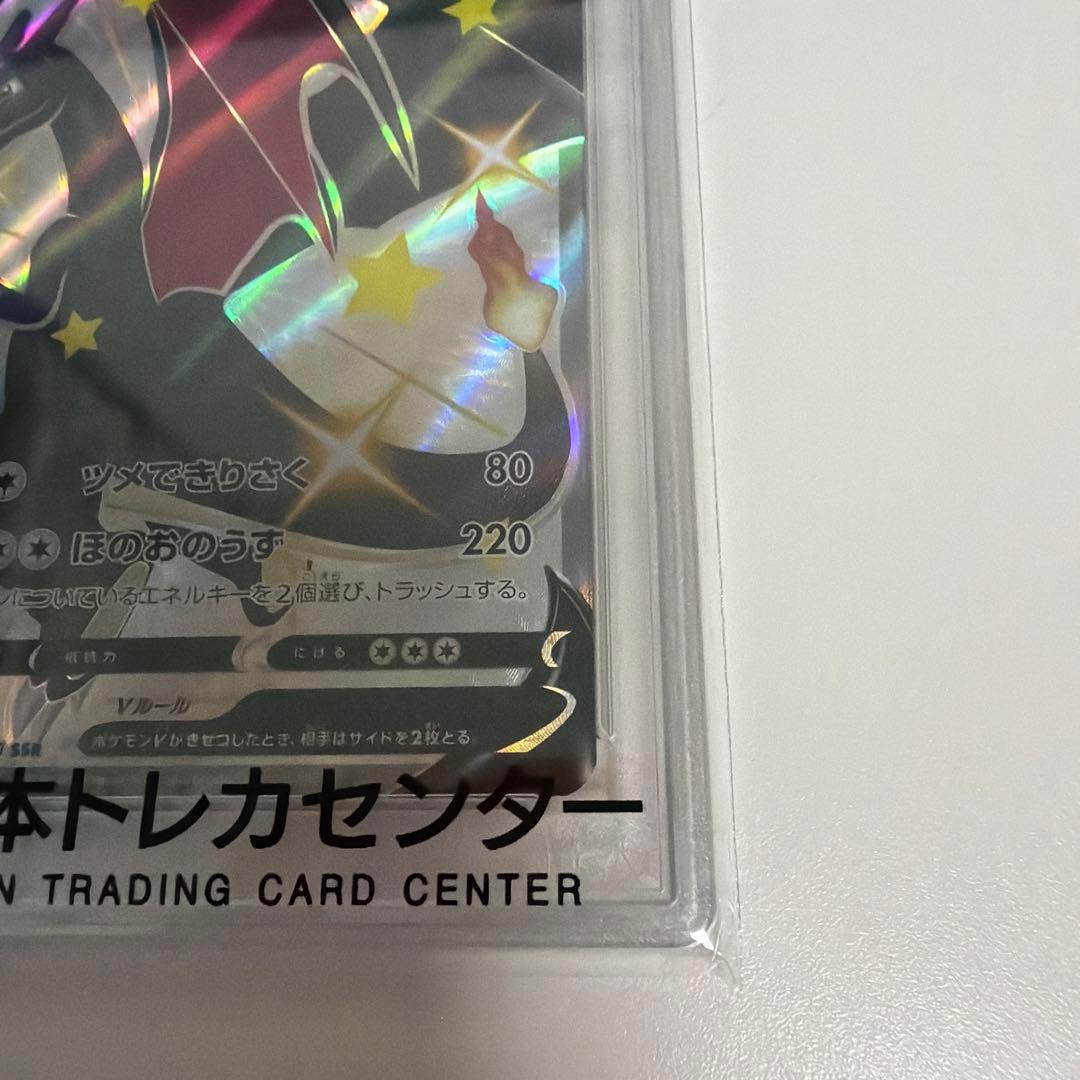 ツメできりさく 80
ほのおのうず 220
についているエネルギーを2個選び、トラッシュする。
抵抗力 にげる
Vルール
ポケモンVがきぜつしたとき、相手はサイドを2枚とる。
SSR
本トレカセンター
N TRADING CARD CENTER